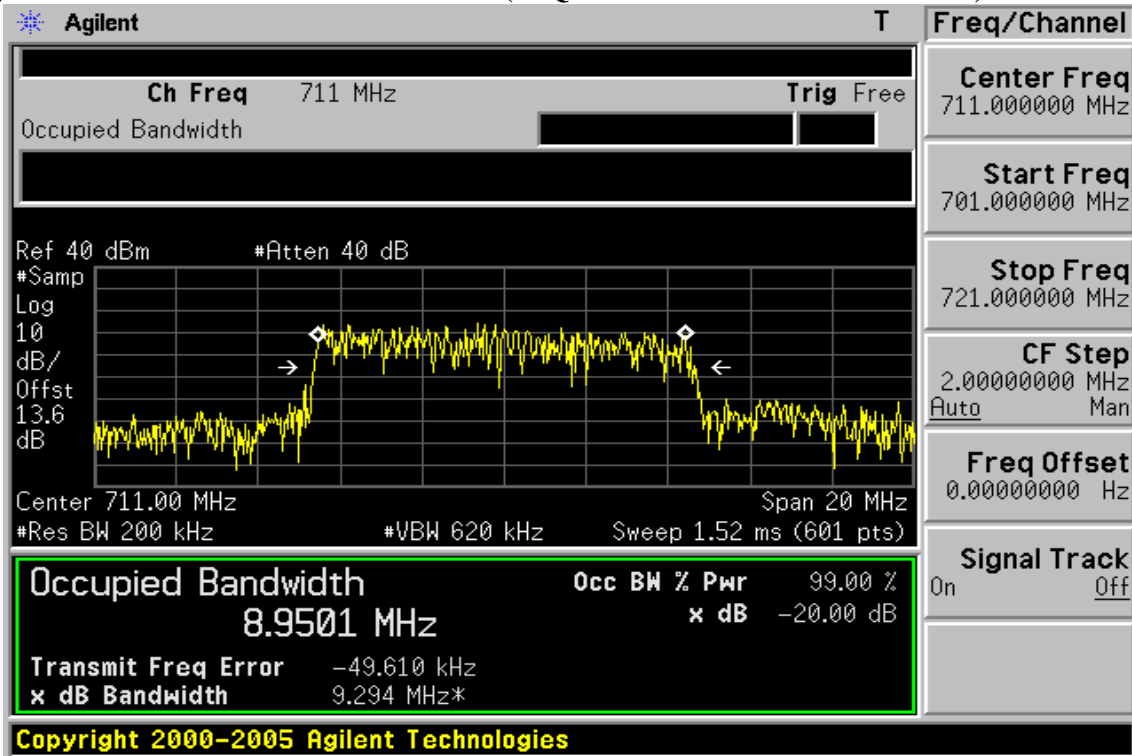 Agilent T
Ch Freq 711 MHz Trig Free
Occupied Bandwidth
Ref 40 dBm #Atten 40 dB
#Samp
Log
10
dB/
Offst
13.6
dB
Center 711.00 MHz Span 20 MHz
#Res BW 200 kHz #VBW 620 kHz Sweep 1.52 ms (601 pts)
Occupied Bandwidth
8.9501 MHz
Occ BW % Pwr 99.00 %
x dB -20.00 dB
Transmit Freq Error -49.610 kHz
x dB Bandwidth 9.294 MHz*
Copyright 2000-2005 Agilent Technologies
Freq/Channel
Center Freq
711.000000 MHz
Start Freq
701.000000 MHz
Stop Freq
721.000000 MHz
CF Step
2.00000000 MHz
Auto Man
Freq Offset
0.00000000 Hz
Signal Track
On Off